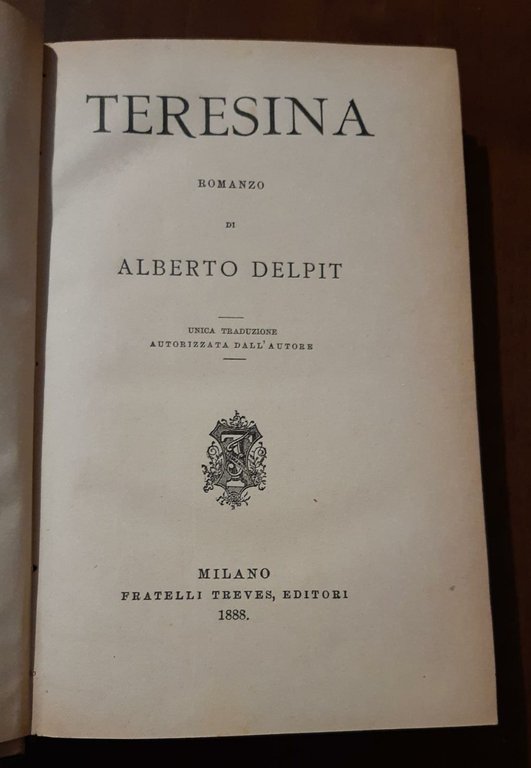 TERESINA
ROMANZO
DI
ALBERTO DELPIT
UNICA TRADUZIONE
AUTORIZZATA DALL'AUTORE
MILANO
FRATELLI TREVES, EDITORI
1888.